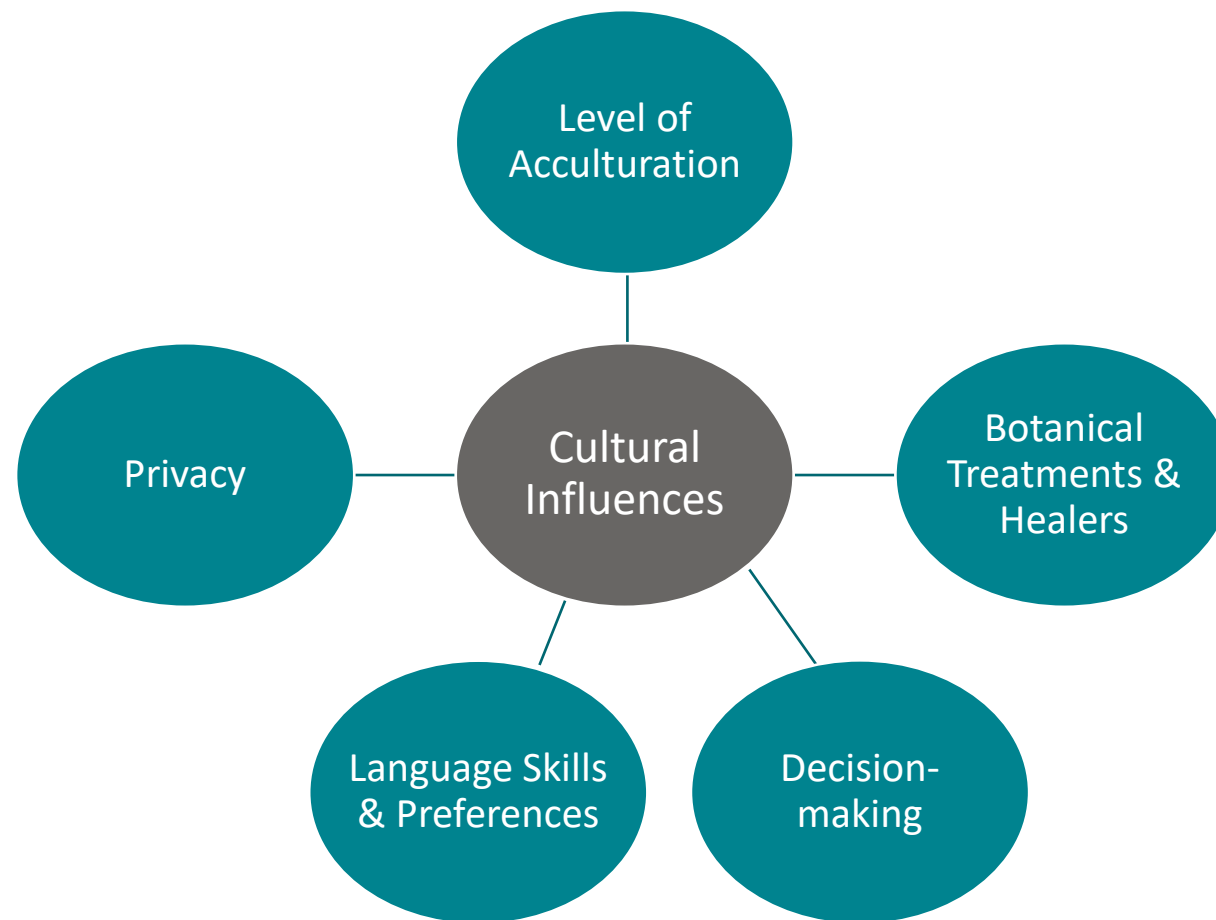 Level of
Acculturation
Privacy
Cultural
Influences
Botanical
Treatments &
Healers
Language Skills
& Preferences
Decision-
making